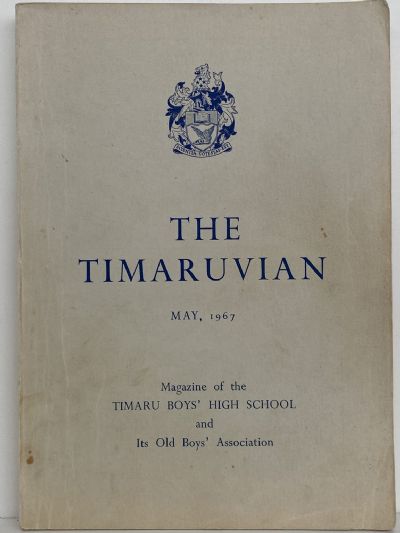 THE
TIMARUVIAN
MAY, 1967
Magazine of the
TIMARU BOYS' HIGH SCHOOL
and
Its Old Boys' Association